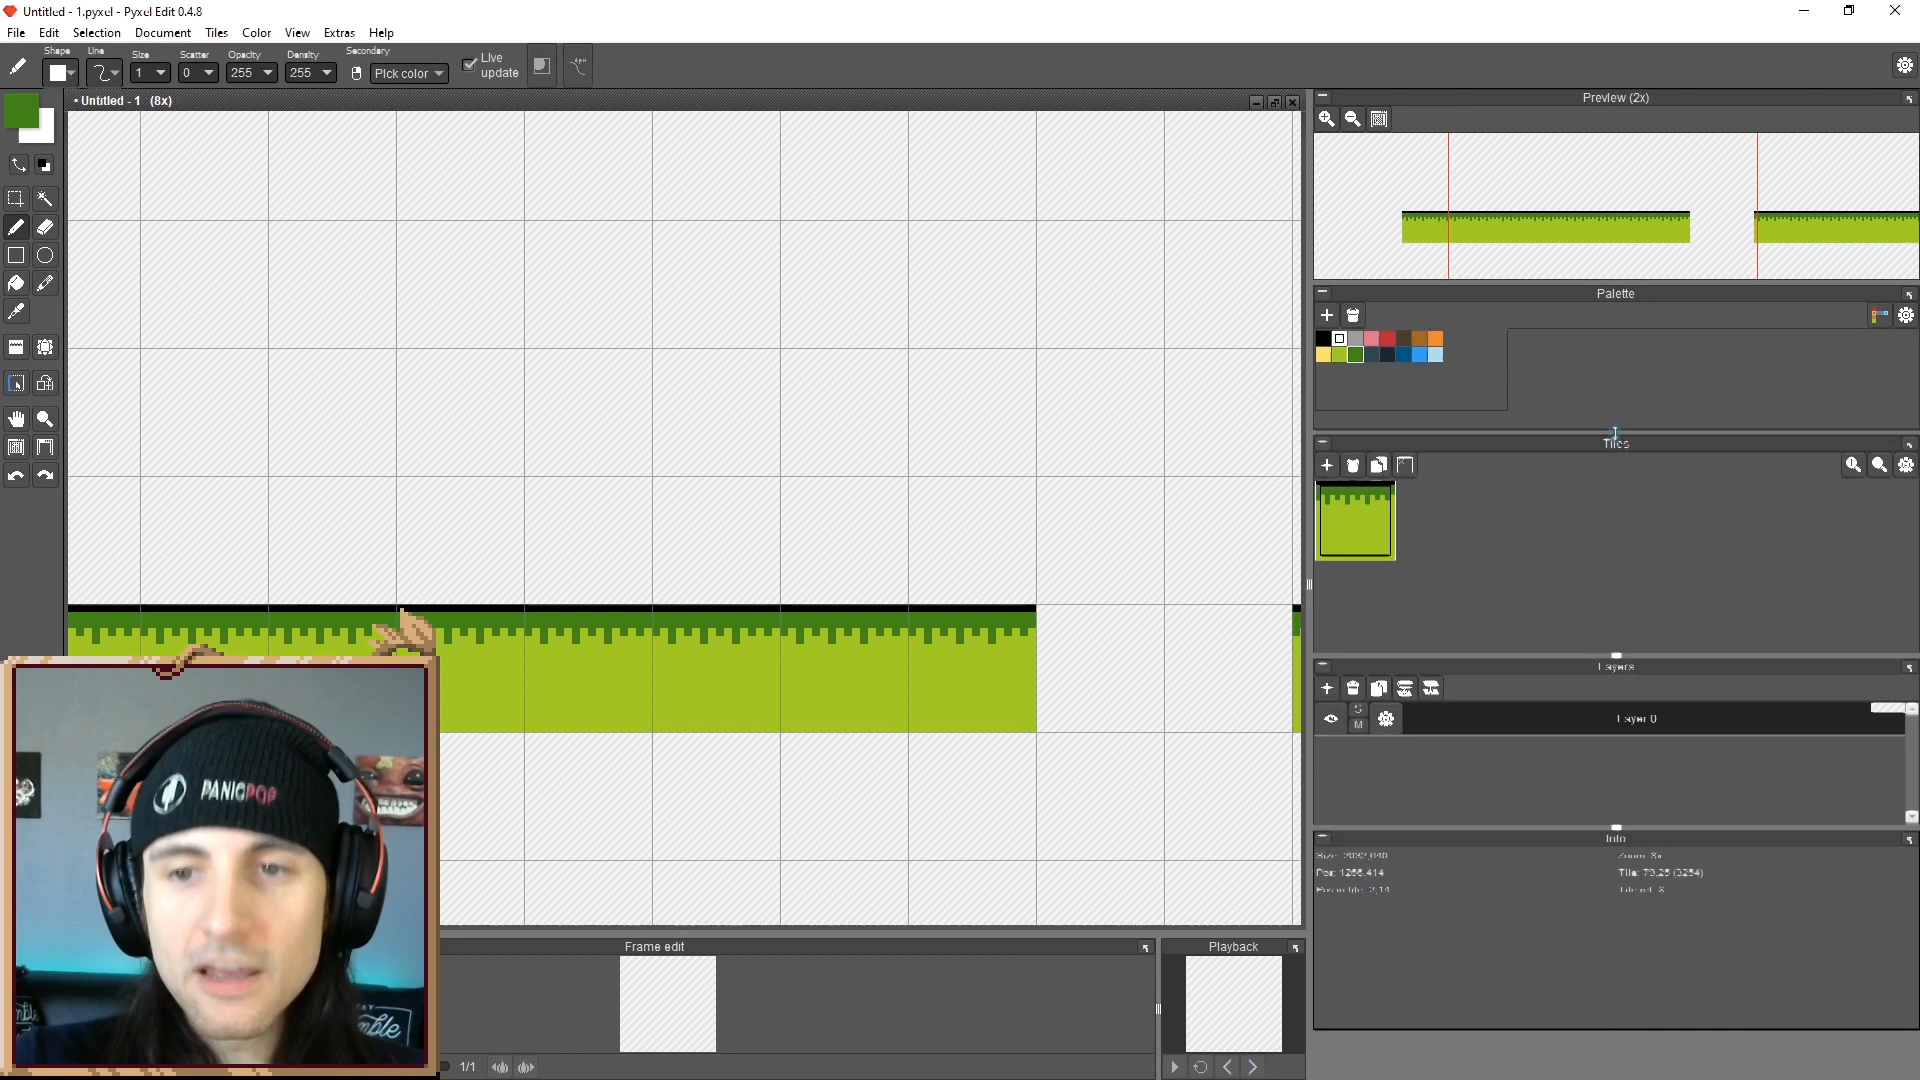 Untitled - 1.pyxel - Pyxel Edit 0.4.8
File Edit Selection Document Tiles Color View Extras Help
Shape Line Size Scatter Opacity Density Secondary
1 0 255 255 Pick color Live update
• Untitled - 1 (8x)
Preview (2x)
Palette
Tiles
Layers
S
M
Layer 0
Info
Pos: 1266,414
Tile: 79,25 (3254)
PANICPOP
Frame edit
Playback
1/1